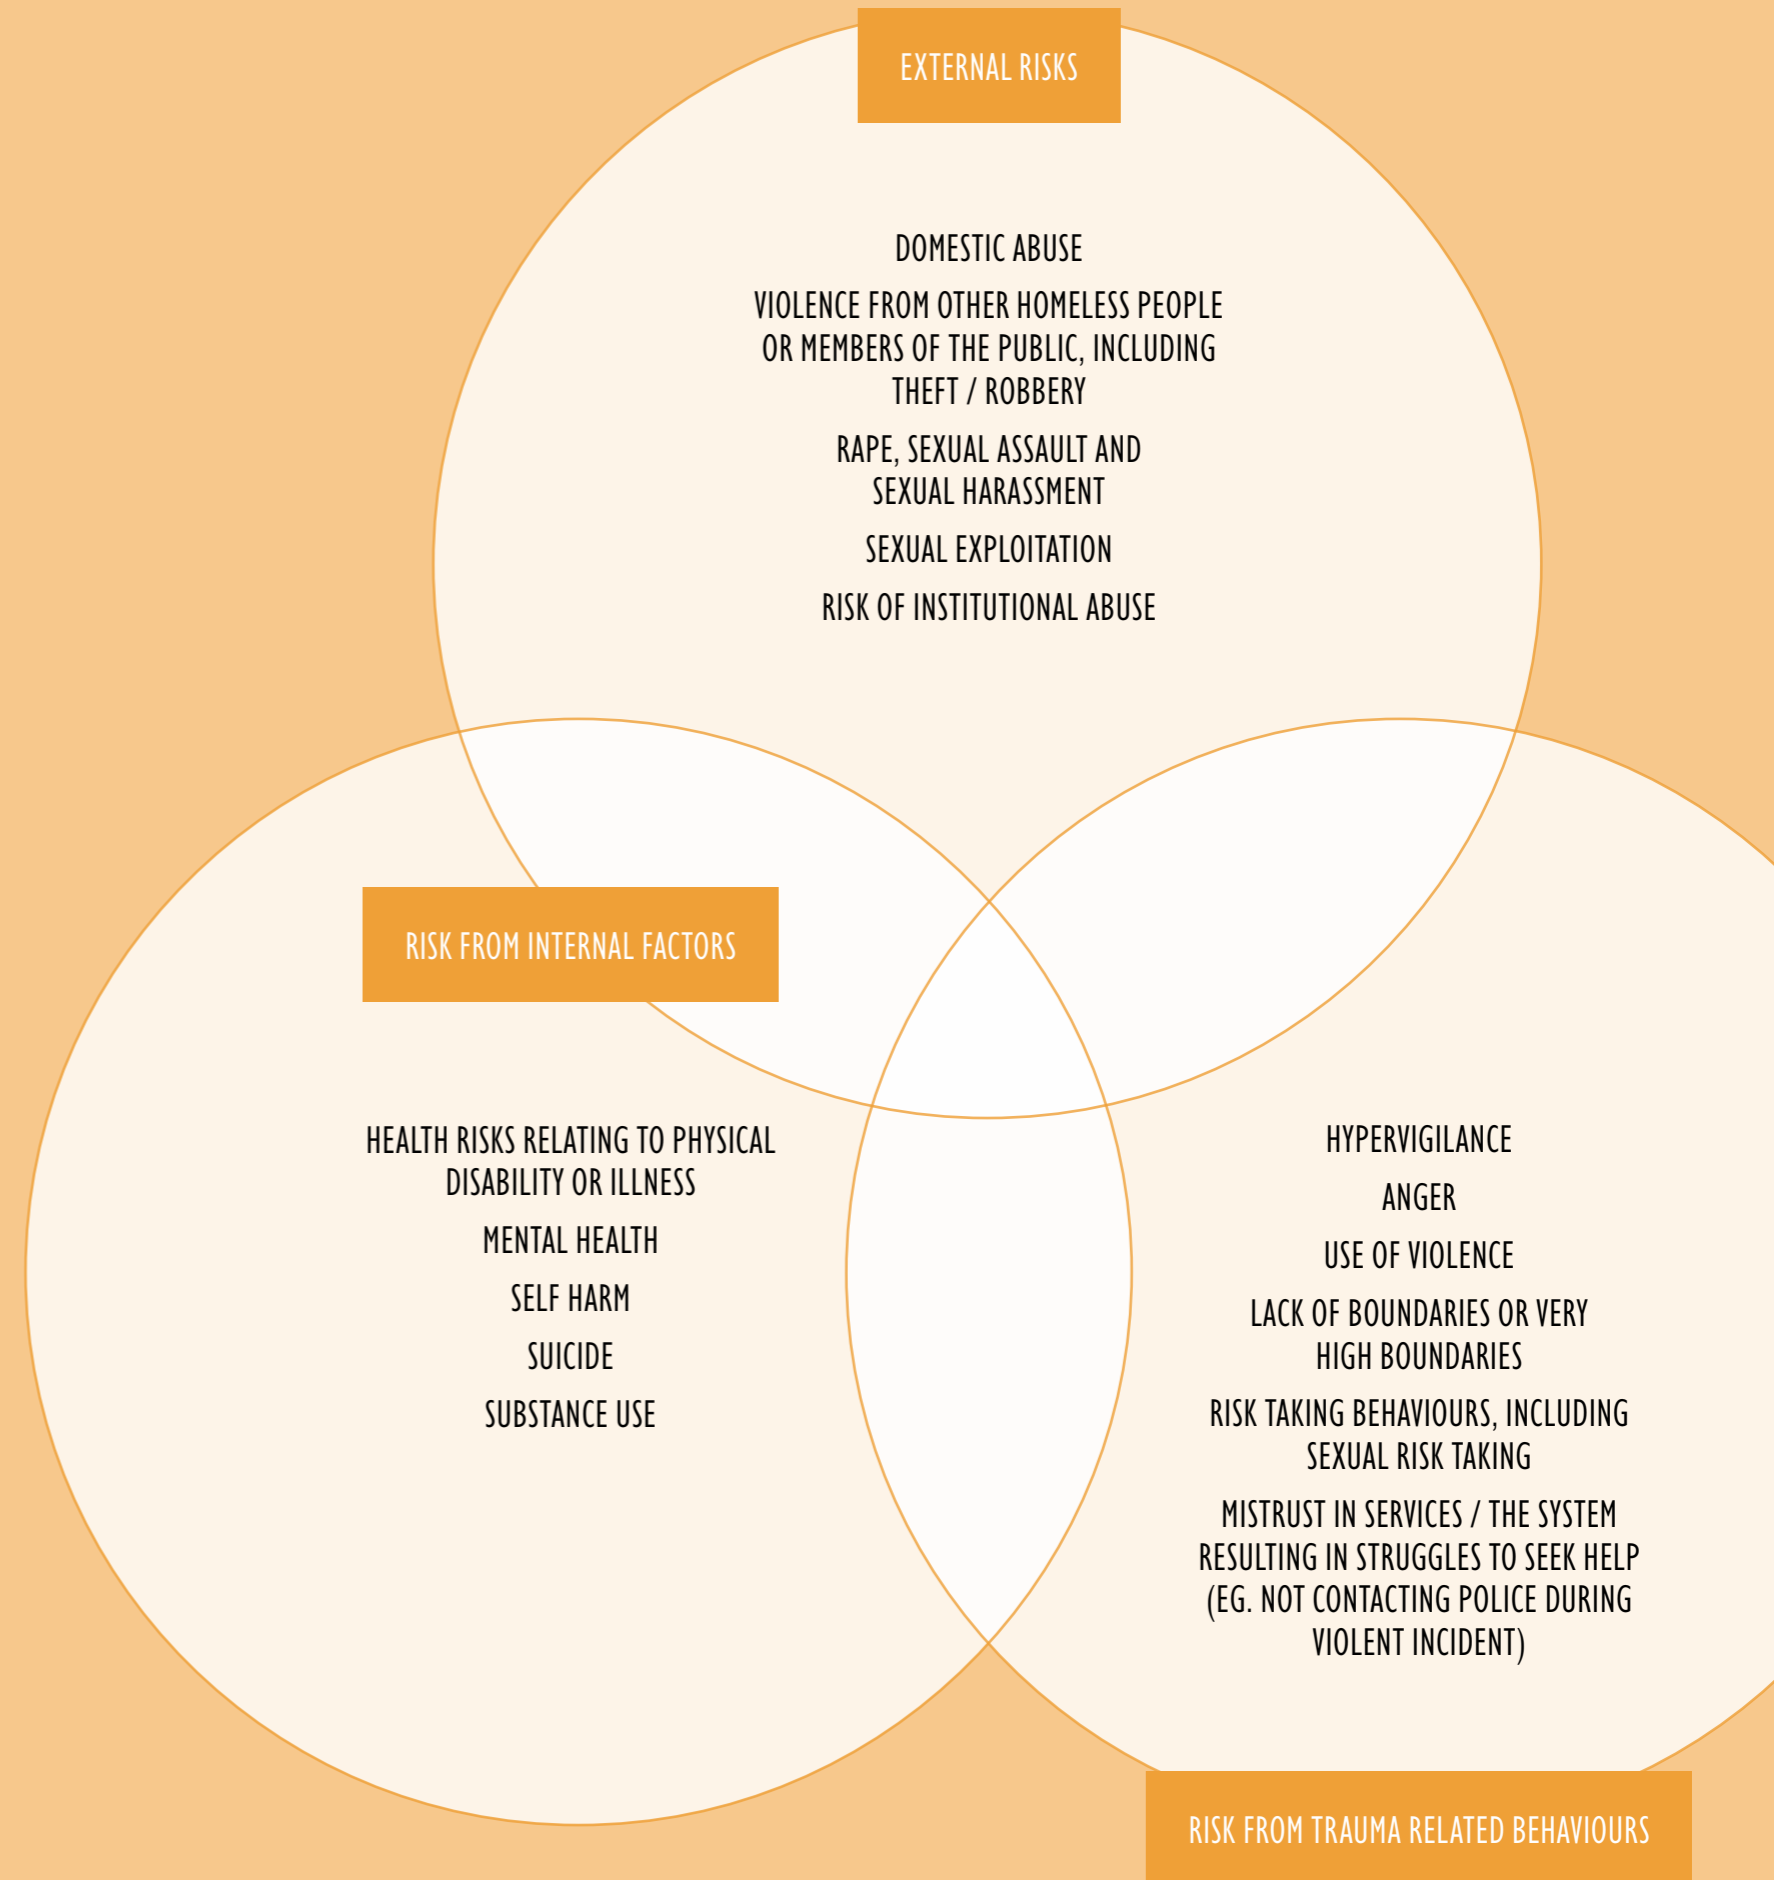 EXTERNAL RISKS
DOMESTIC ABUSE
VIOLENCE FROM OTHER HOMELESS PEOPLE
OR MEMBERS OF THE PUBLIC, INCLUDING
THEFT / ROBBERY
RAPE, SEXUAL ASSAULT AND
SEXUAL HARASSMENT
SEXUAL EXPLOITATION
RISK OF INSTITUTIONAL ABUSE
RISK FROM INTERNAL FACTORS
HEALTH RISKS RELATING TO PHYSICAL
DISABILITY OR ILLNESS
MENTAL HEALTH
SELF HARM
SUICIDE
SUBSTANCE USE
HYPERVIGILANCE
ANGER
USE OF VIOLENCE
LACK OF BOUNDARIES OR VERY
HIGH BOUNDARIES
RISK TAKING BEHAVIOURS, INCLUDING
SEXUAL RISK TAKING
MISTRUST IN SERVICES / THE SYSTEM
RESULTING IN STRUGGLES TO SEEK HELP
(EG. NOT CONTACTING POLICE DURING
VIOLENT INCIDENT)
RISK FROM TRAUMA RELATED BEHAVIOURS